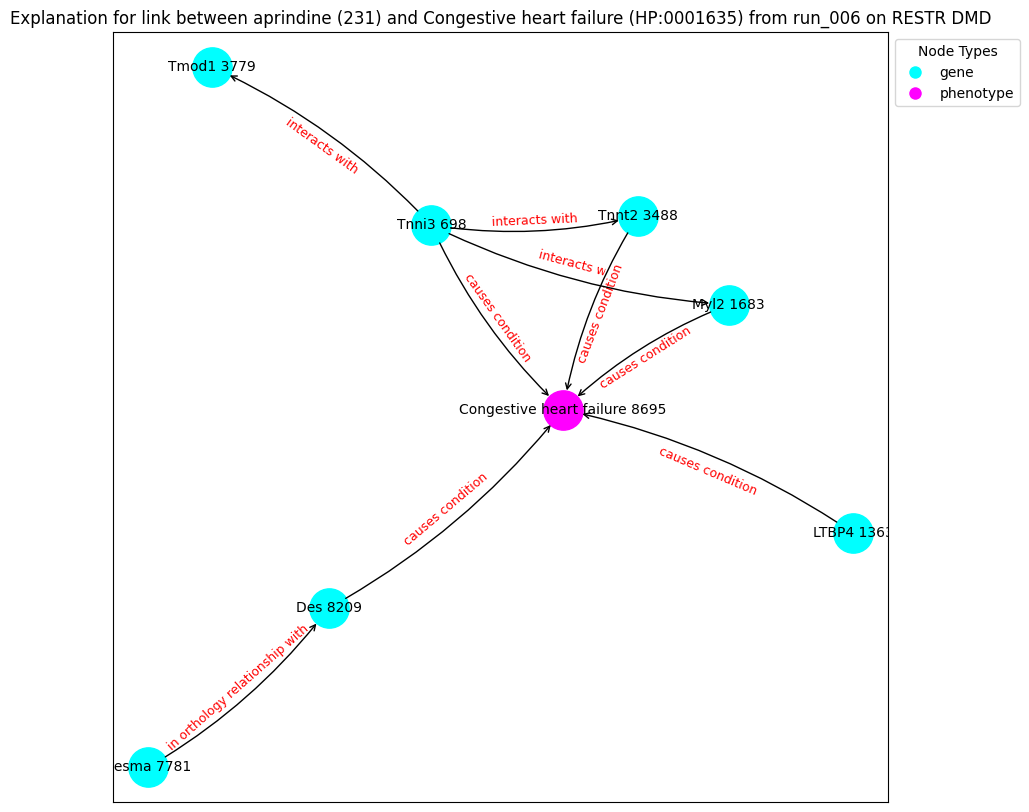 Explanation for link between aprindine (231) and Congestive heart failure (HP:0001635) from run_006 on RESTR DMD
Node Types
gene
phenotype
Tmod1 3779
interacts with
Tnni3 698
interacts with
Tnnt2 3488
interacts w
causes condition
causes condition
Myl2 1683
causes condition
Congestive heart failure 8695
causes condition
causes condition
LTBP4 1363
Des 8209
in orthology relationship with
esma 7781